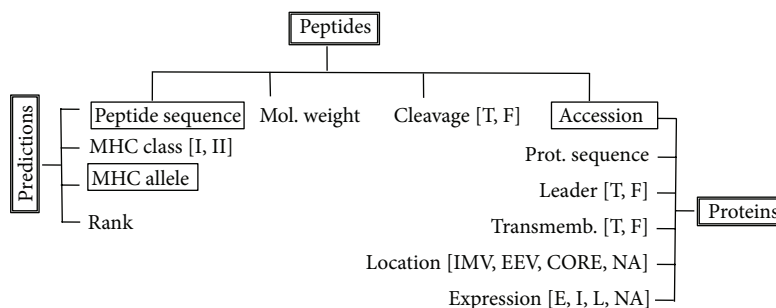 Peptides
Peptide sequence
Mol. weight
Cleavage [T, F]
Accession
Predictions
MHC class [I, II]
MHC allele
Rank
Prot. sequence
Leader [T, F]
Transmemb. [T, F]
Location [IMV, EEV, CORE, NA]
Expression [E, I, L, NA]
Proteins